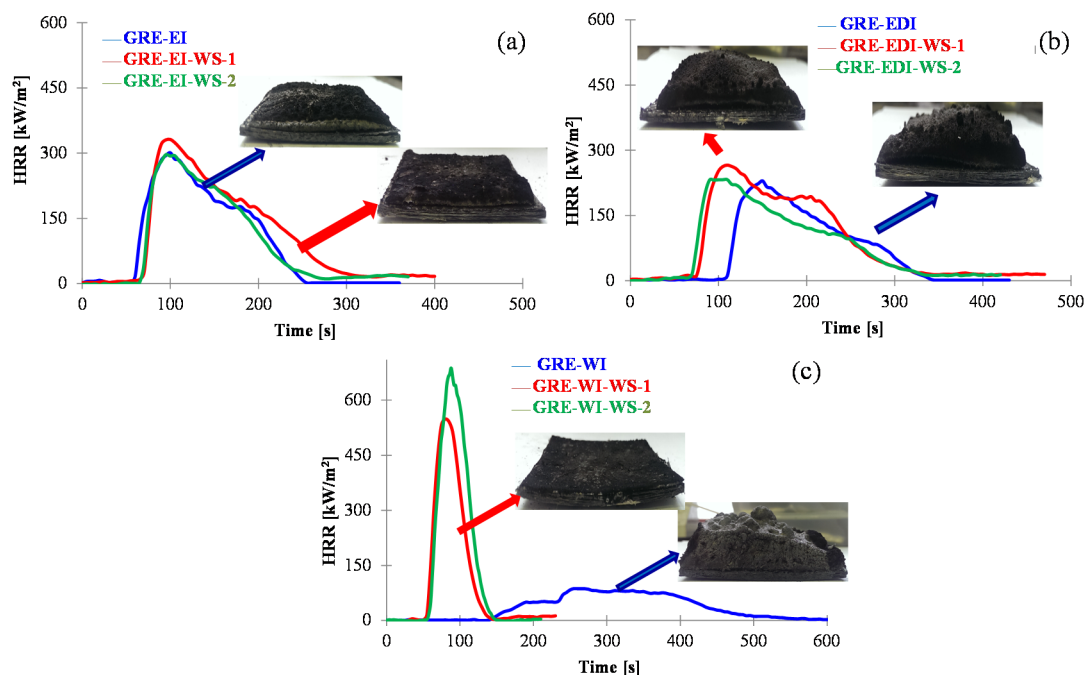 600
450
300
150
0
HRR [kW/m²]
0 100 200 300 400 500
Time [s]
GRE-EI
GRE-EI-WS-1
GRE-EI-WS-2
(a)
600
450
300
150
0
HRR [kW/m²]
0 100 200 300 400 500
Time [s]
GRE-EDI
GRE-EDI-WS-1
GRE-EDI-WS-2
(b)
600
450
300
150
0
HRR [kW/m²]
0 100 200 300 400 500 600
Time [s]
GRE-WI
GRE-WI-WS-1
GRE-WI-WS-2
(c)